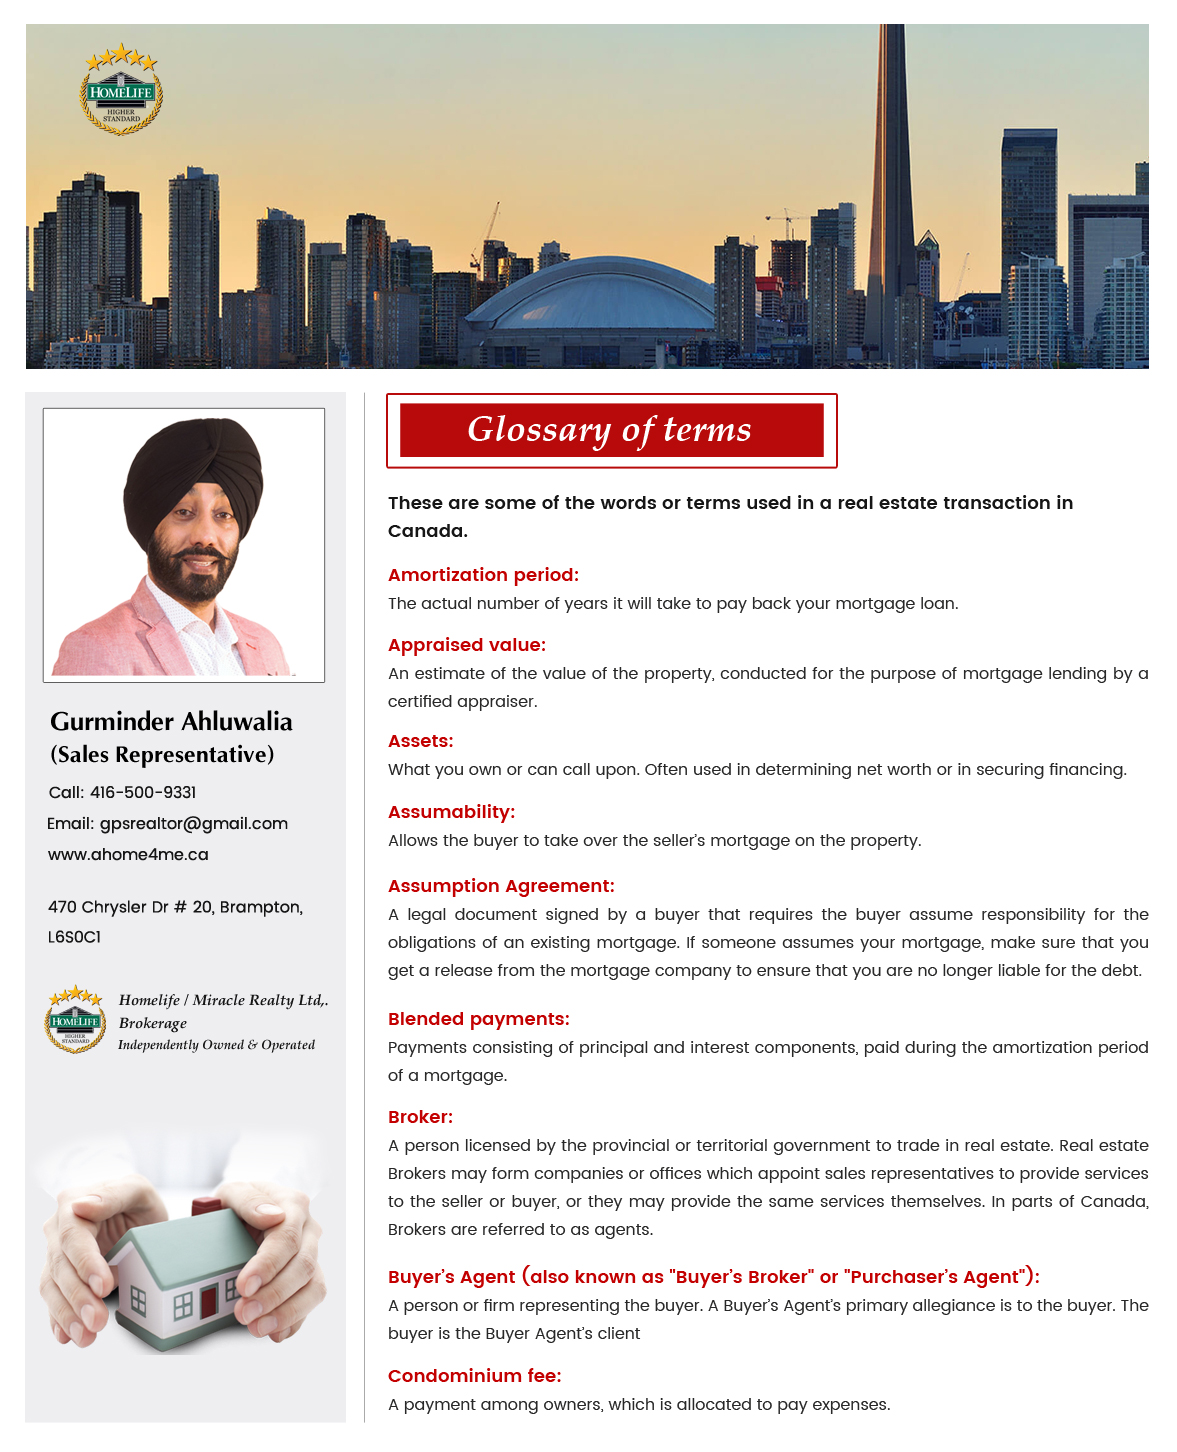 HOMELIFE
HIGHER
STANDARD
Gurminder Ahluwalia
(Sales Representative)
Call: 416-500-9331
Email: gpsrealtor@gmail.com
www.ahome4me.ca
470 Chrysler Dr # 20, Brampton,
L6S0C1
HOMELIFE
HIGHER
STANDARD
Homelife / Miracle Realty Ltd,.
Brokerage
Independently Owned & Operated
Glossary of terms
These are some of the words or terms used in a real estate transaction in
Canada.
Amortization period:
The actual number of years it will take to pay back your mortgage loan.
Appraised value:
An estimate of the value of the property, conducted for the purpose of mortgage lending by a
certified appraiser.
Assets:
What you own or can call upon. Often used in determining net worth or in securing financing.
Assumability:
Allows the buyer to take over the seller’s mortgage on the property.
Assumption Agreement:
A legal document signed by a buyer that requires the buyer assume responsibility for the
obligations of an existing mortgage. If someone assumes your mortgage, make sure that you
get a release from the mortgage company to ensure that you are no longer liable for the debt.
Blended payments:
Payments consisting of principal and interest components, paid during the amortization period
of a mortgage.
Broker:
A person licensed by the provincial or territorial government to trade in real estate. Real estate
Brokers may form companies or offices which appoint sales representatives to provide services
to the seller or buyer, or they may provide the same services themselves. In parts of Canada,
Brokers are referred to as agents.
Buyer’s Agent (also known as "Buyer’s Broker" or "Purchaser’s Agent"):
A person or firm representing the buyer. A Buyer’s Agent’s primary allegiance is to the buyer. The
buyer is the Buyer Agent’s client
Condominium fee:
A payment among owners, which is allocated to pay expenses.